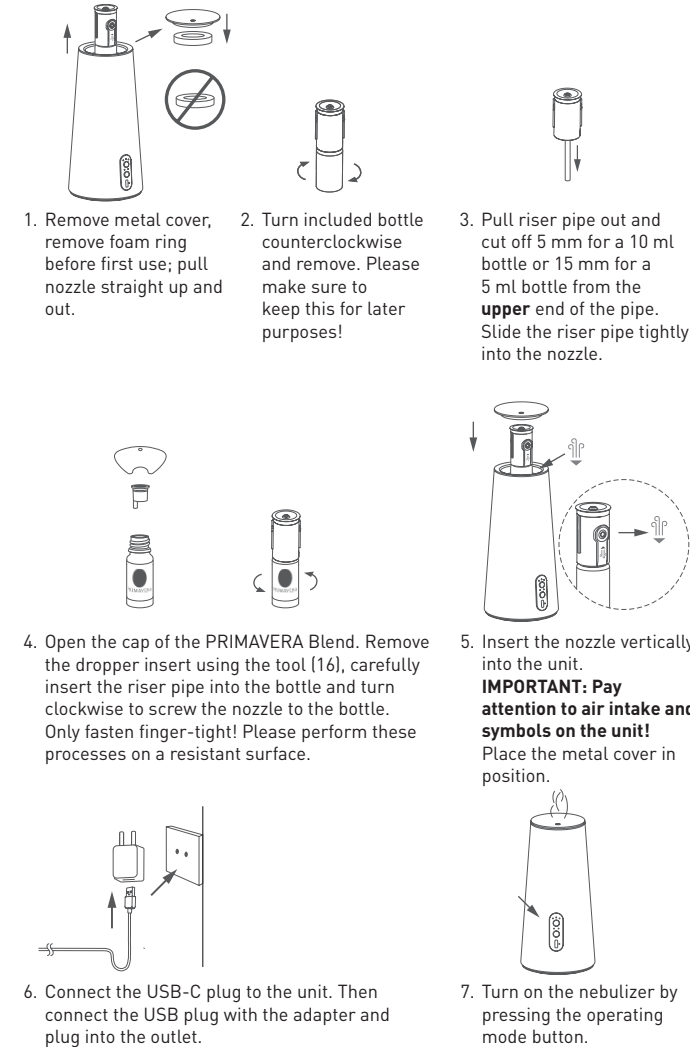 1. Remove metal cover,
remove foam ring
before first use; pull
nozzle straight up and
out.
2. Turn included bottle
counterclockwise
and remove. Please
make sure to
keep this for later
purposes!
3. Pull riser pipe out and
cut off 5 mm for a 10 ml
bottle or 15 mm for a
5 ml bottle from the
upper end of the pipe.
Slide the riser pipe tightly
into the nozzle.
PRIMAVERA
PRIMAVERA
4. Open the cap of the PRIMAVERA Blend. Remove
the dropper insert using the tool (16), carefully
insert the riser pipe into the bottle and turn
clockwise to screw the nozzle to the bottle.
Only fasten finger-tight! Please perform these
processes on a resistant surface.
5. Insert the nozzle vertically
into the unit.
IMPORTANT: Pay
attention to air intake and
symbols on the unit!
Place the metal cover in
position.
6. Connect the USB-C plug to the unit. Then
connect the USB plug with the adapter and
plug into the outlet.
7. Turn on the nebulizer by
pressing the operating
mode button.